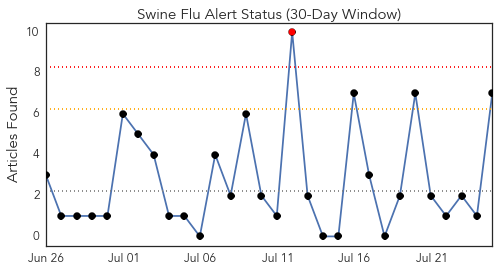 Swine Flu Alert Status (30-Day Window)
Articles Found
10
8
6
4
2
0
Jun 26
Jul 01
Jul 06
Jul 11
Jul 16
Jul 21